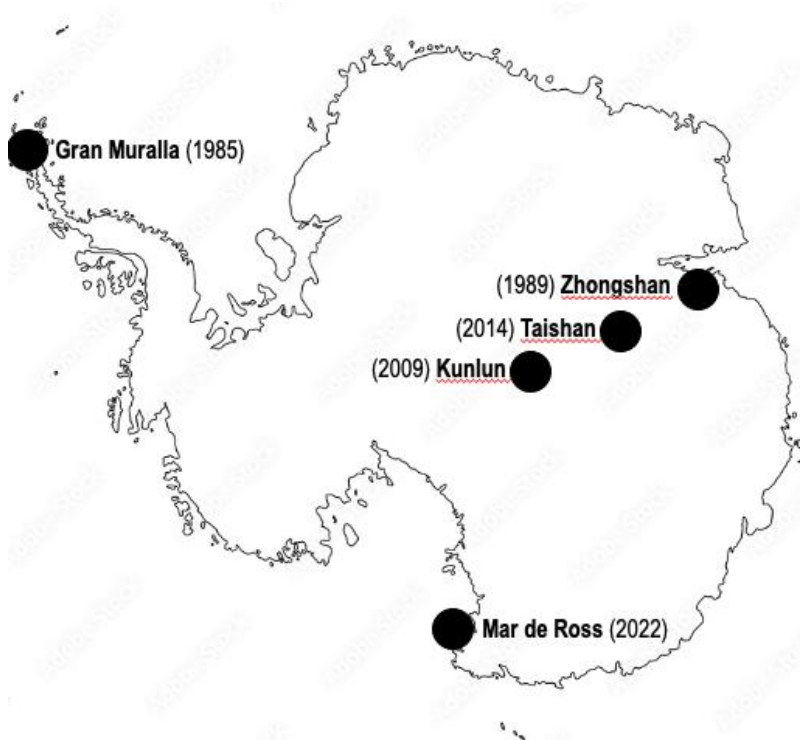 Gran Muralla (1985)
(1989) Zhongshan
(2014) Taishan
(2009) Kunlun
Mar de Ross (2022)